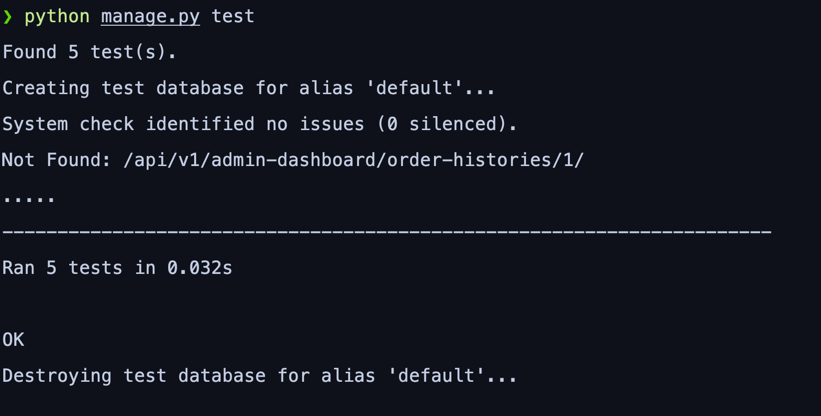 ❯ python manage.py test
Found 5 test(s).
Creating test database for alias 'default'...
System check identified no issues (0 silenced).
Not Found: /api/v1/admin-dashboard/order-histories/1/
.....
----------------------------------------------------------------------
Ran 5 tests in 0.032s
OK
Destroying test database for alias 'default'...